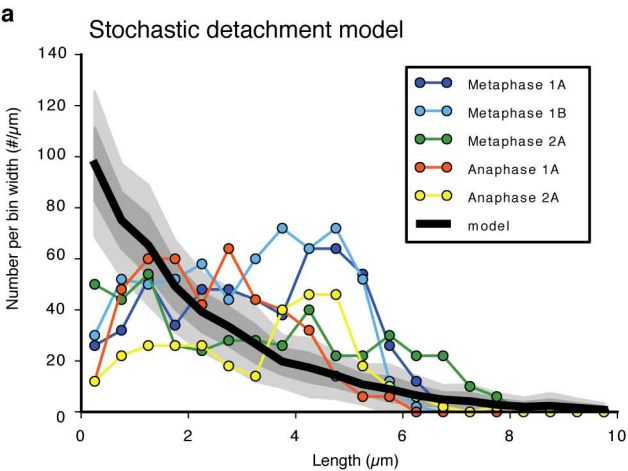 a
Stochastic detachment model
140
120
100
80
60
40
20
0
Number per bin width (#/µm)
Metaphase 1A
Metaphase 1B
Metaphase 2A
Anaphase 1A
Anaphase 2A
model
0 2 4 6 8 10
Length (µm)